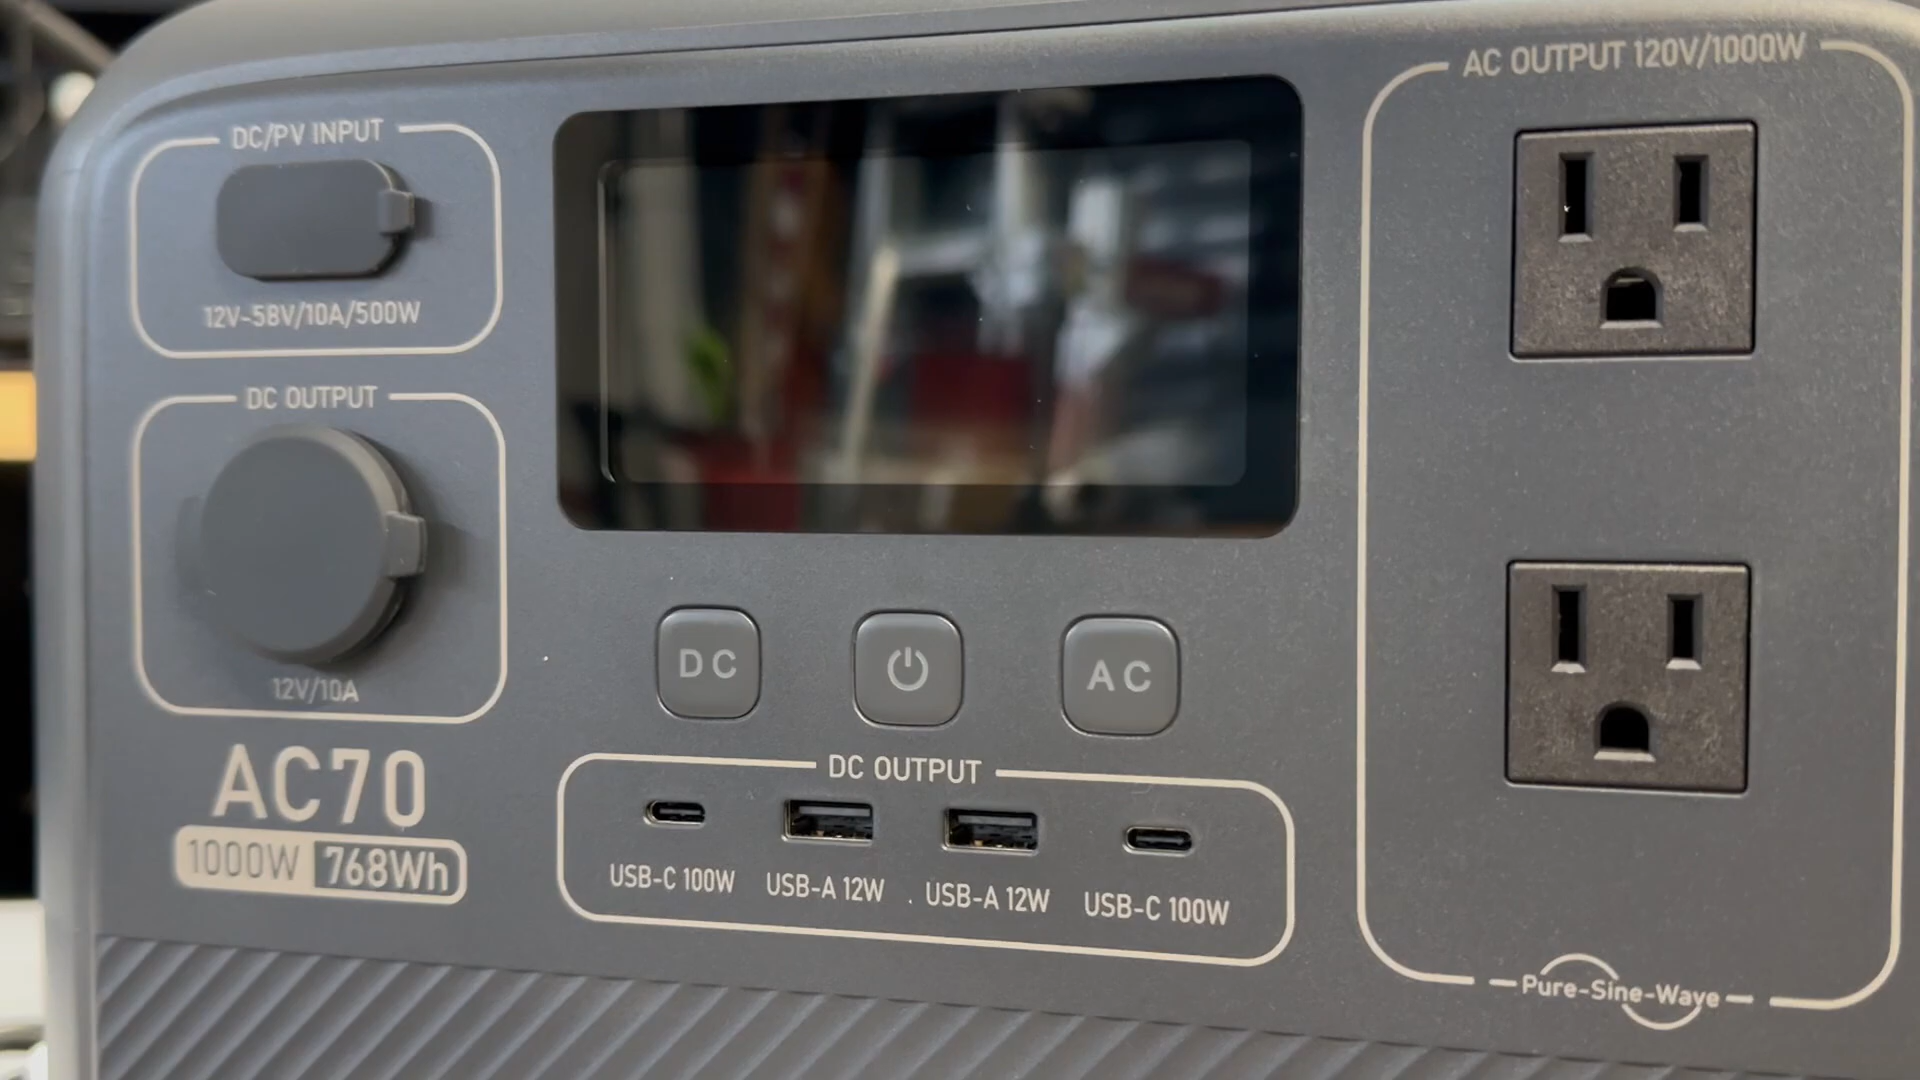 DC/PV INPUT
12V-58V/10A/500W
DC OUTPUT
12V/10A
AC70
1000W 768Wh
DC
AC
DC OUTPUT
USB-C 100W
USB-A 12W
USB-A 12W
USB-C 100W
AC OUTPUT 120V/1000W
Pure-Sine-Wave